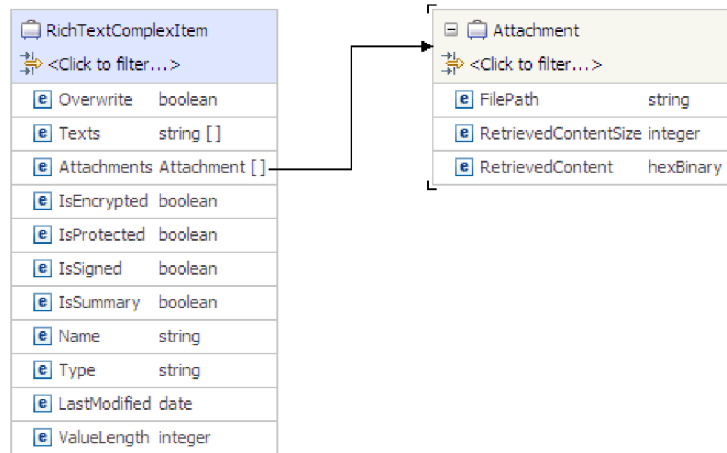 RichTextComplexItem
<Click to filter...>
Overwrite boolean
Texts string []
Attachments Attachment []
IsEncrypted boolean
IsProtected boolean
IsSigned boolean
IsSummary boolean
Name string
Type string
LastModified date
ValueLength integer
Attachment
<Click to filter...>
FilePath string
RetrievedContentSize integer
RetrievedContent hexBinary